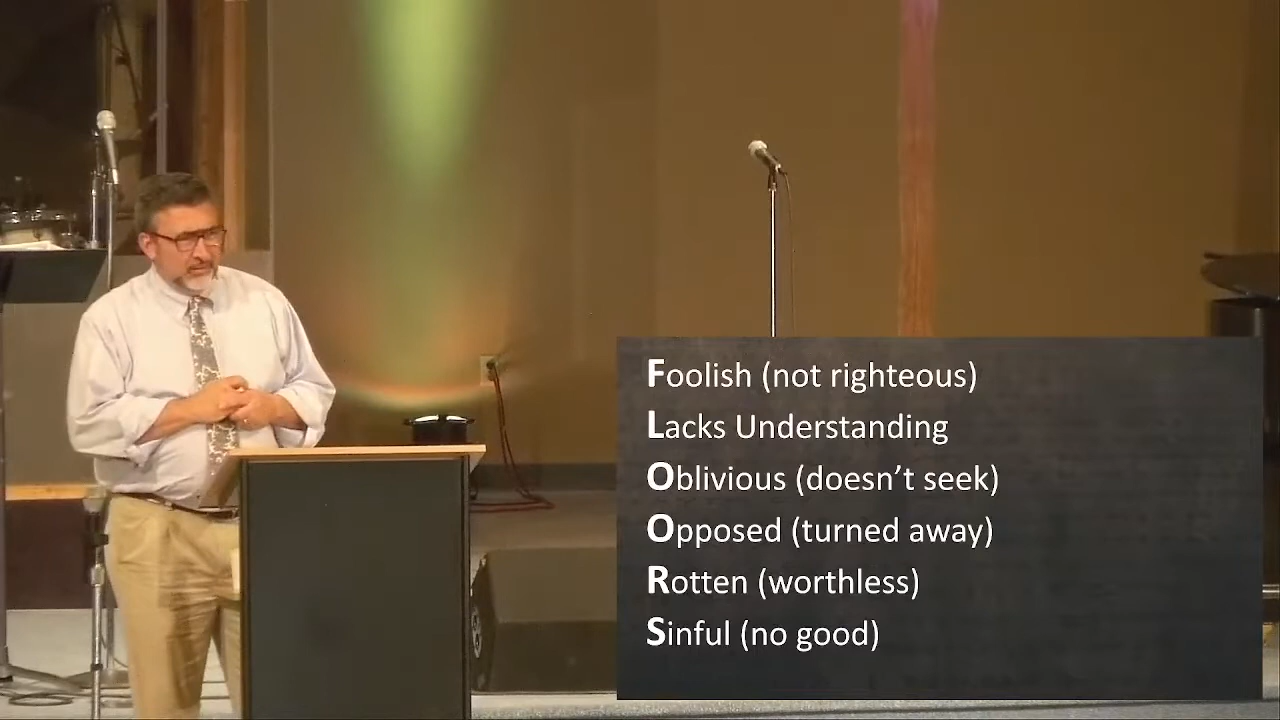 Foolish (not righteous)
Lacks Understanding
Oblivious (doesn’t seek)
Opposed (turned away)
Rotten (worthless)
Sinful (no good)